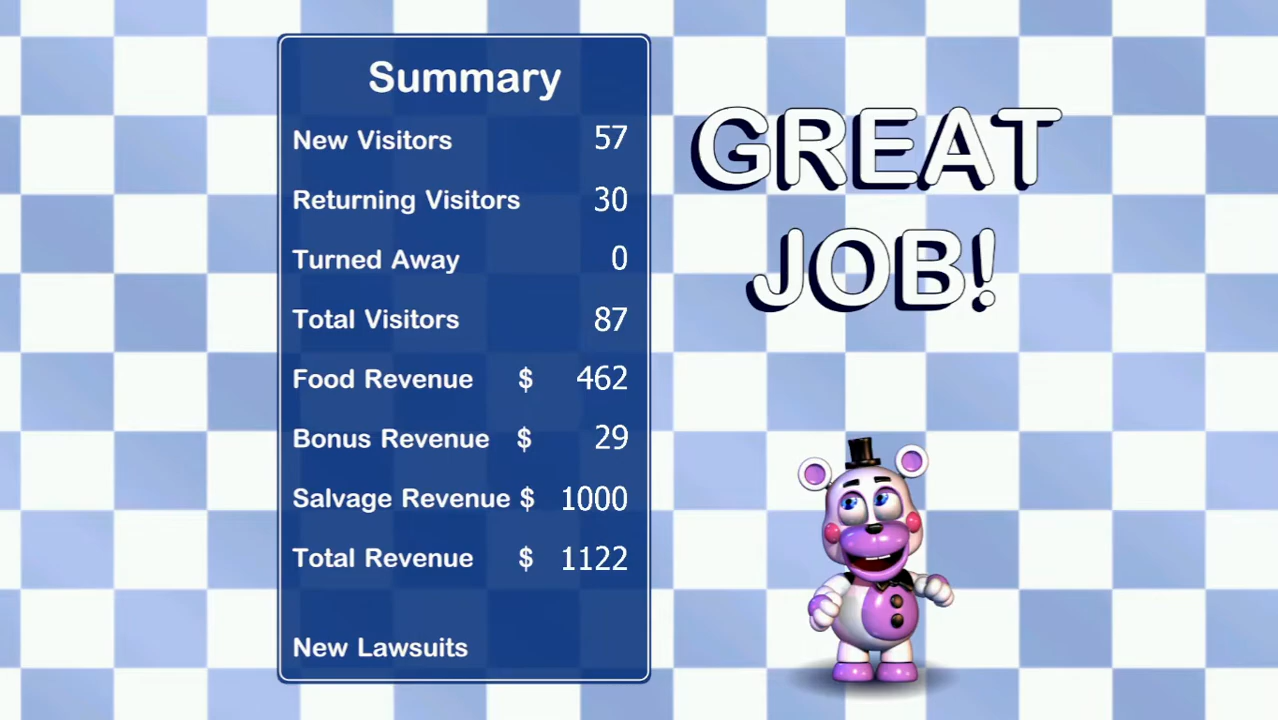 Summary
New Visitors 57
Returning Visitors 30
Turned Away 0
Total Visitors 87
Food Revenue $ 462
Bonus Revenue $ 29
Salvage Revenue $ 1000
Total Revenue $ 1122
New Lawsuits
GREAT
JOB!